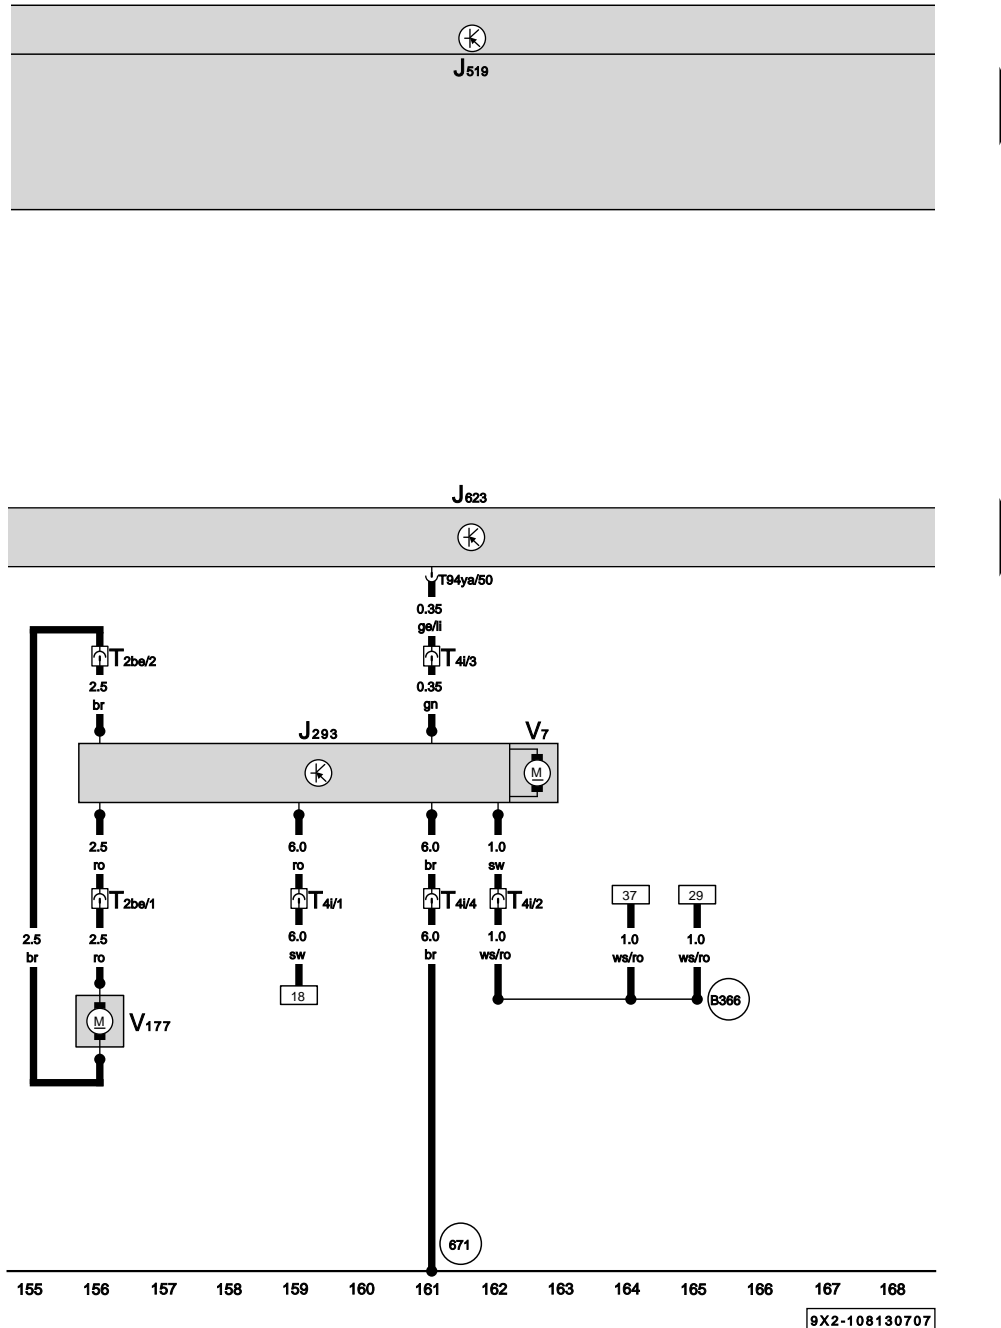 J519
J623
T94ya/50
0.35
ge/li
T2be/2
T4i/3
2.5
0.35
br
gn
J293
V7
M
2.5
6.0
6.0
1.0
ro
ro
br
sw
T2be/1
T4i/1
T4i/4
T4i/2
37
29
2.5
2.5
6.0
6.0
1.0
1.0
1.0
br
ro
sw
br
ws/ro
ws/ro
ws/ro
18
B366
M
V177
671
155 156 157 158 159 160 161 162 163 164 165 166 167 168
9X2-108130707